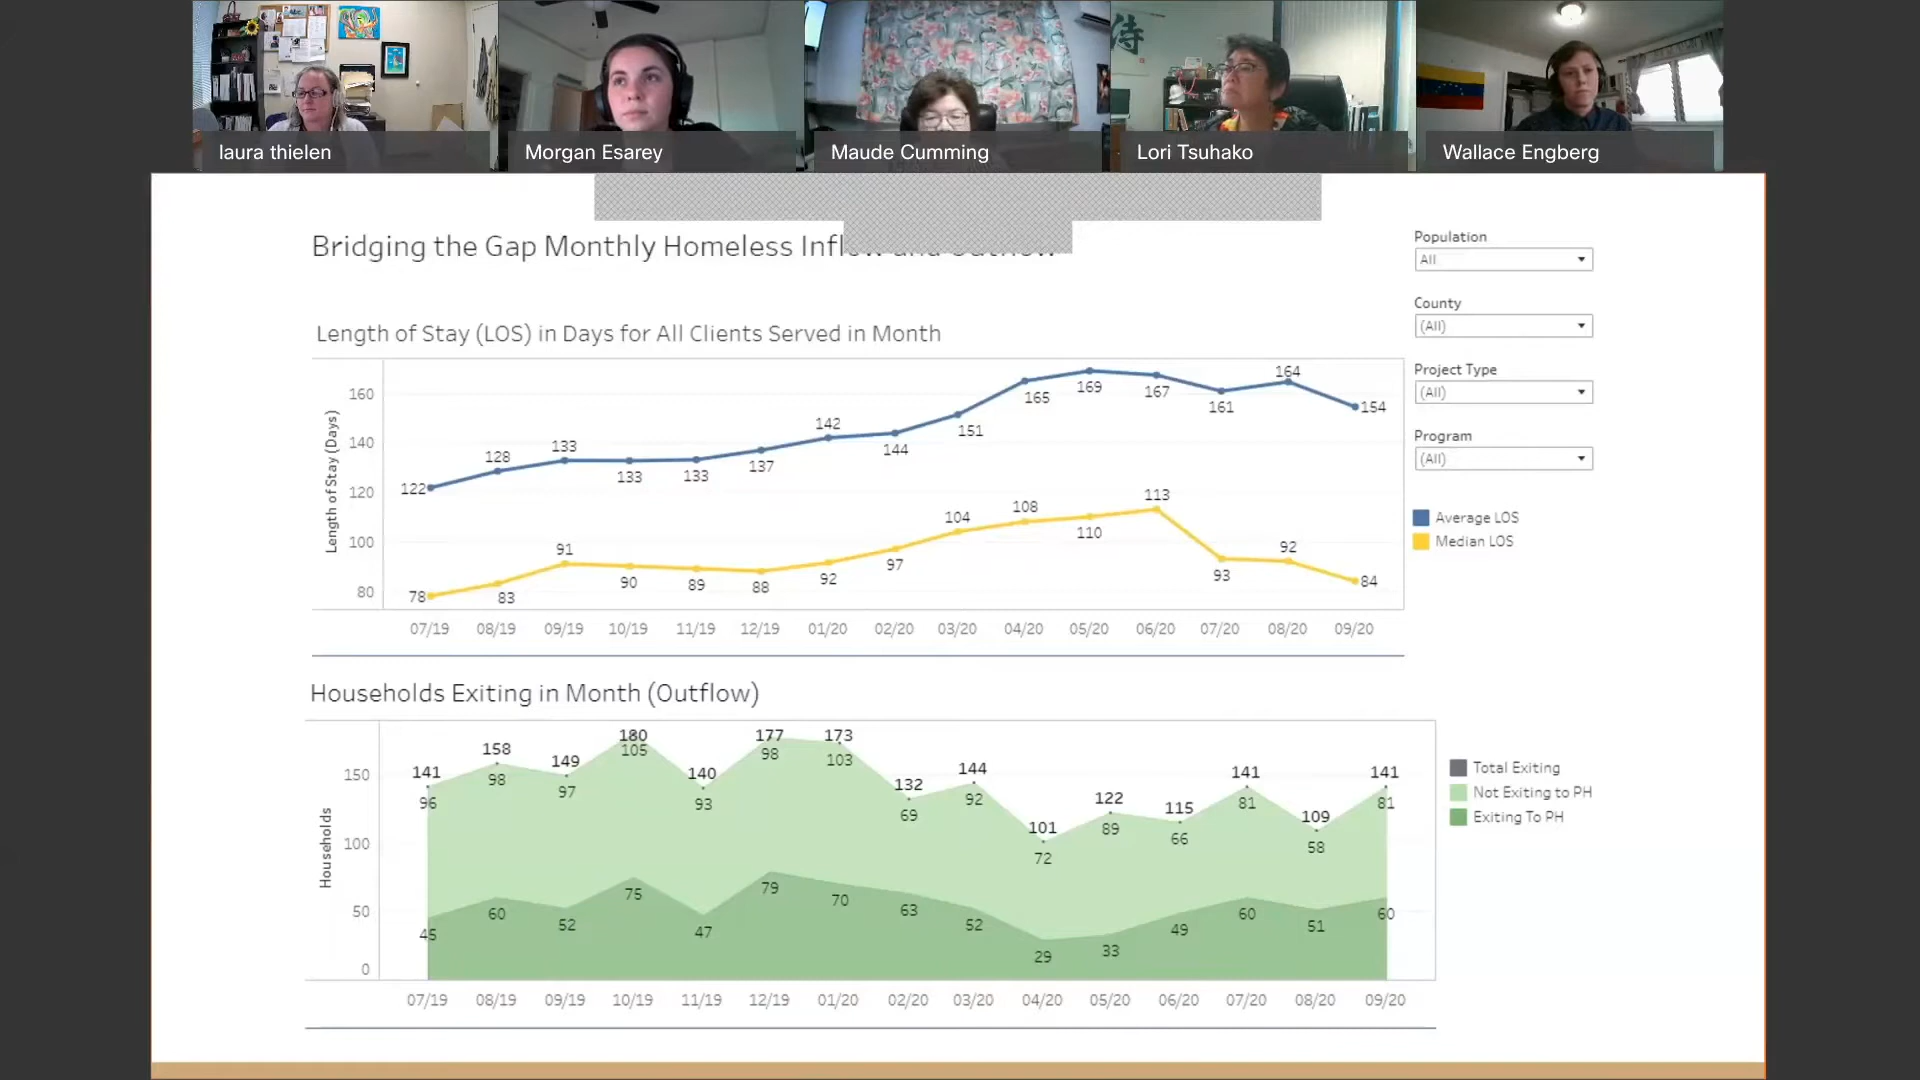 laura thielen
Morgan Esarey
Maude Cumming
Lori Tsuhako
Wallace Engberg
侍
Bridging the Gap Monthly Homeless
Population
All
County
(All)
Project Type
(All)
Program
(All)
Length of Stay (LOS) in Days for All Clients Served in Month
Length of Stay (Days)
160
140
120
100
80
122
128
133
133
133
137
142
144
151
165
169
167
161
164
154
78
83
91
90
89
88
92
97
104
108
110
113
93
92
84
07/19 08/19 09/19 10/19 11/19 12/19 01/20 02/20 03/20 04/20 05/20 06/20 07/20 08/20 09/20
Average LOS
Median LOS
Households Exiting in Month (Outflow)
Households
150
100
50
0
141 158 149 180 140 177 173 132 144 101 122 115 141 109 141
96 98 97 105 93 98 103 69 92 72 89 66 81 58 81
45 60 52 75 47 79 70 63 52 29 33 49 60 51 60
07/19 08/19 09/19 10/19 11/19 12/19 01/20 02/20 03/20 04/20 05/20 06/20 07/20 08/20 09/20
Total Exiting
Not Exiting to PH
Exiting To PH